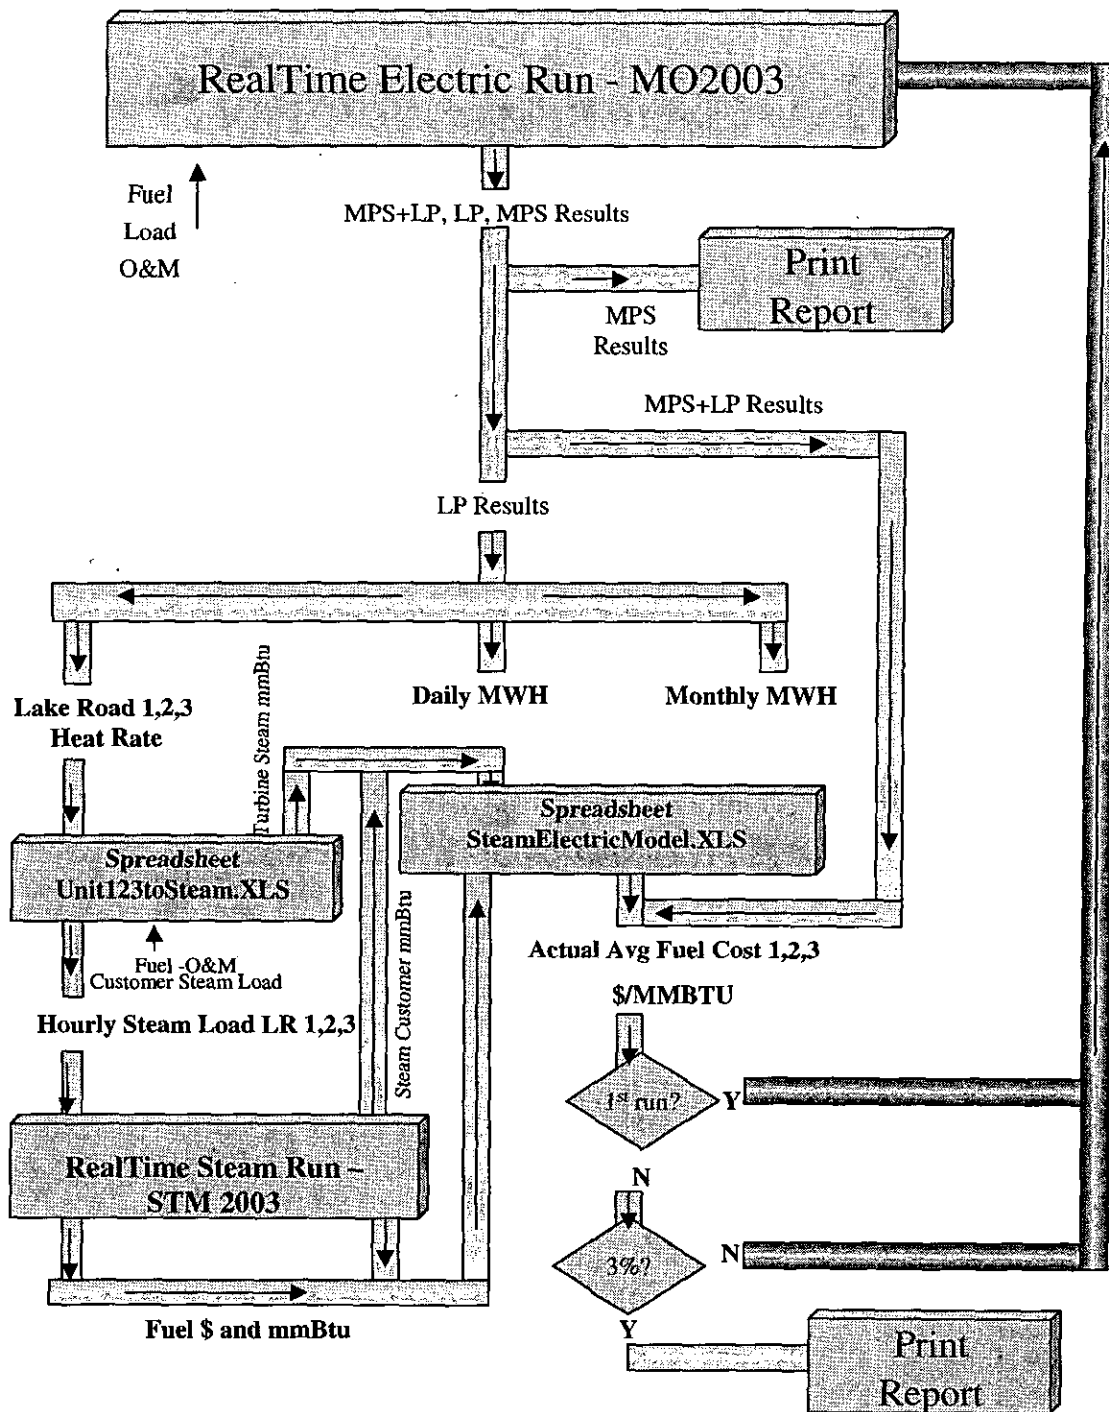 RealTime Electric Run - MO2003
Fuel
Load
O&M
MPS+LP, LP, MPS Results
Print
Report
MPS
Results
MPS+LP Results
LP Results
Lake Road 1,2,3
Heat Rate
Daily MWH
Monthly MWH
Turbine Steam mmBtu
Spreadsheet
SteamElectricModel.XLS
Spreadsheet
Unit123toSteam.XLS
Fuel -O&M
Customer Steam Load
Steam Customer mmBtu
Actual Avg Fuel Cost 1,2,3
$/MMBTU
Hourly Steam Load LR 1,2,3
1st run?
Y
N
RealTime Steam Run –
STM 2003
3%?
N
Y
Fuel $ and mmBtu
Print
Report